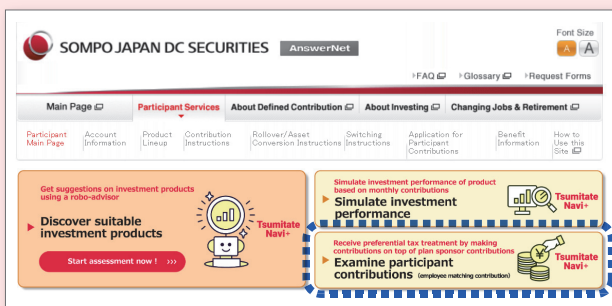 Font Size
SOMPO JAPAN DC SECURITIES AnswerNet
A A
FAQ Glossary Request Forms
Main Page Participant Services About Defined Contribution About Investing Changing Jobs & Retirement
Participant Main Page
Account Information
Product Lineup
Contribution Instructions
Rollover/Asset Conversion Instructions
Switching Instructions
Application for Participant Contributions
Benefit Information
How to Use this Site
Get suggestions on investment products
using a robo-advisor
Discover suitable
investment products
Start assessment now ! >>>
Tsumitate
Navi+
Simulate investment performance of product
based on monthly contributions
Simulate investment
performance
Tsumitate
Navi+
Receive preferential tax treatment by making
contributions on top of plan sponsor contributions
Examine participant
contributions (employee matching contribution)
¥
Tsumitate
Navi+